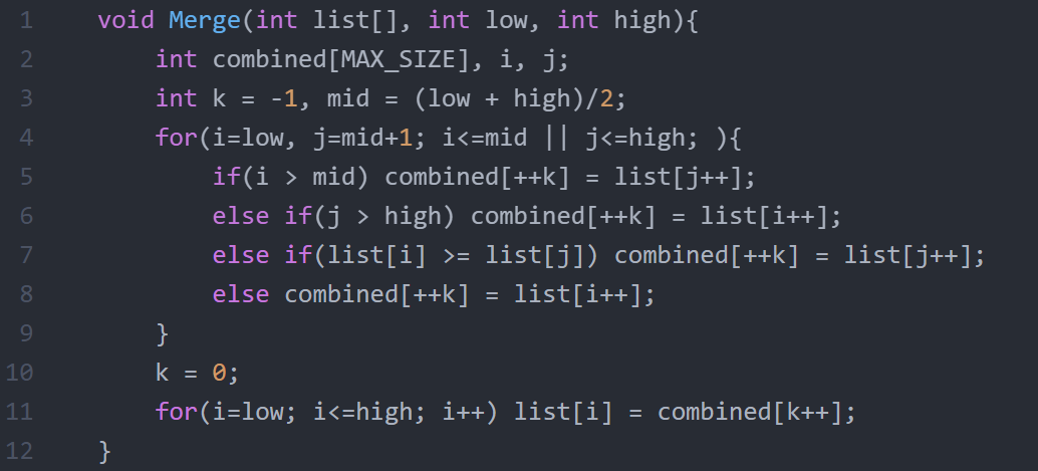 1 void Merge(int list[], int low, int high){
2 int combined[MAX_SIZE], i, j;
3 int k = -1, mid = (low + high)/2;
4 for(i=low, j=mid+1; i<=mid || j<=high; ){
5 if(i > mid) combined[++k] = list[j++];
6 else if(j > high) combined[++k] = list[i++];
7 else if(list[i] >= list[j]) combined[++k] = list[j++];
8 else combined[++k] = list[i++];
9 }
10 k = 0;
11 for(i=low; i<=high; i++) list[i] = combined[k++];
12 }